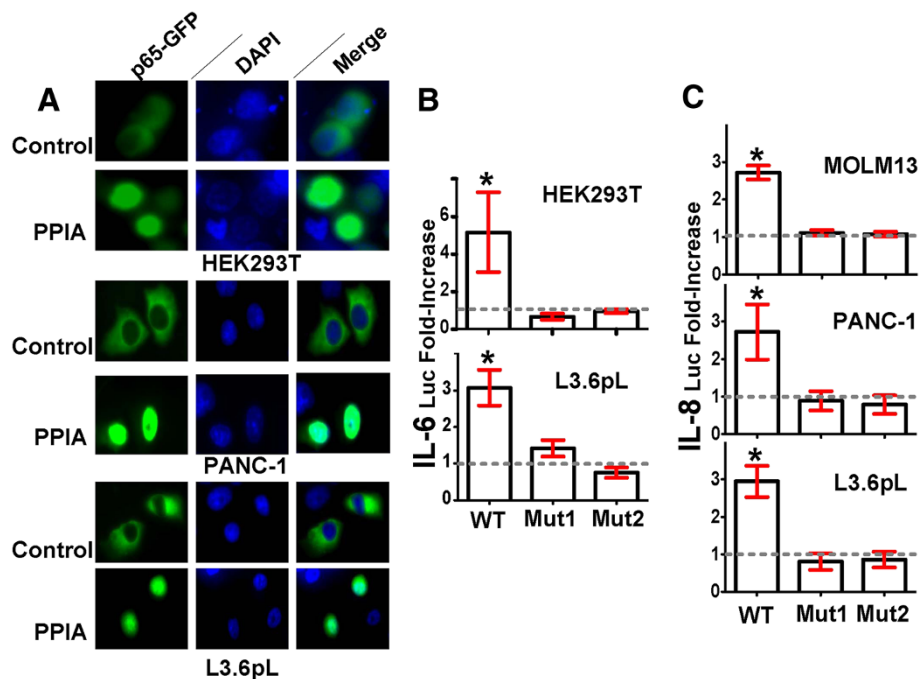 A
p65-GFP
DAPI
Merge
Control
PPIA
HEK293T
Control
PPIA
PANC-1
Control
PPIA
L3.6pL
B
IL-6 Luc Fold-Increase
HEK293T
*
6
4
2
0
L3.6pL
*
3
2
1
0
WT Mut1 Mut2
C
IL-8 Luc Fold-Increase
MOLM13
*
3
2
1
0
PANC-1
*
3
2
1
0
L3.6pL
*
3
2
1
0
WT Mut1 Mut2